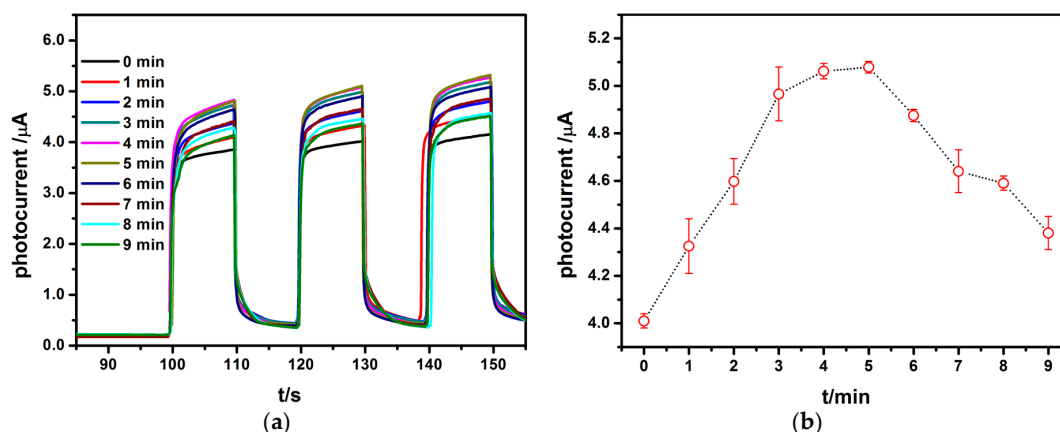 6.0
5.0
4.0
3.0
2.0
1.0
0.0
photocurrent /μA
0 min
1 min
2 min
3 min
4 min
5 min
6 min
7 min
8 min
9 min
90 100 110 120 130 140 150
t/s
(a)
5.2
5.0
4.8
4.6
4.4
4.2
4.0
photocurrent /μA
0 1 2 3 4 5 6 7 8 9
t/min
(b)